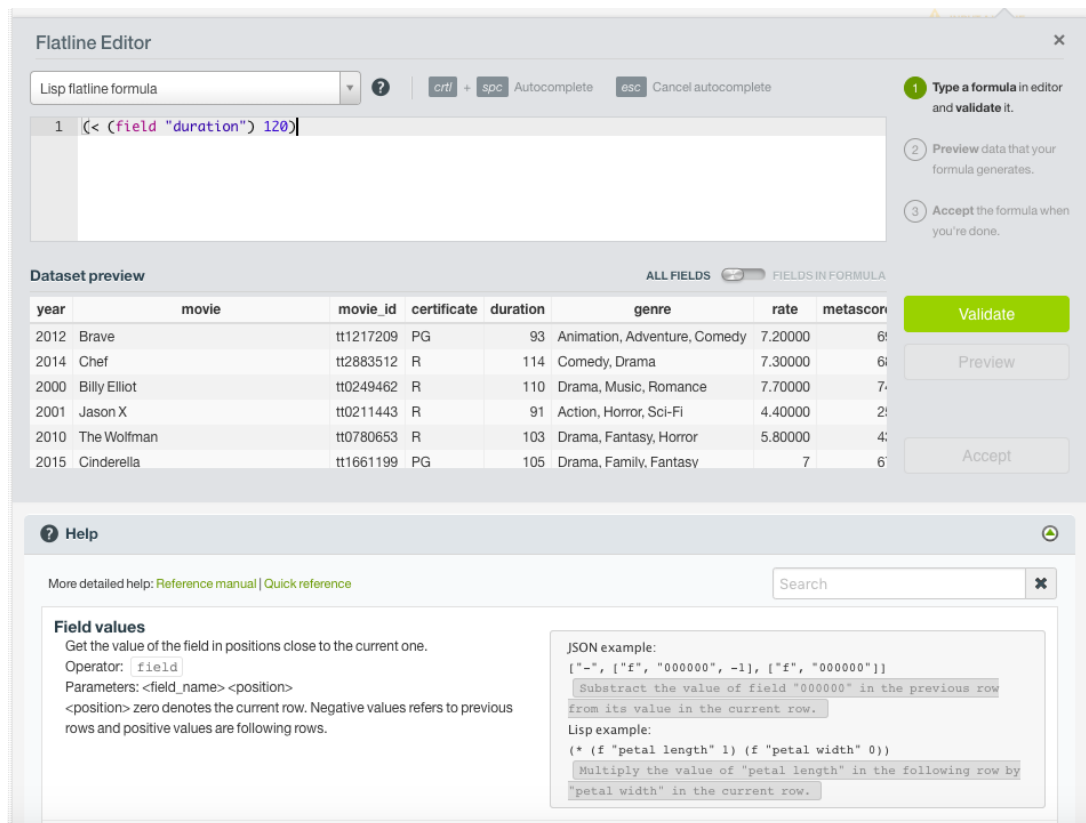 Flatline Editor ×
Lisp flatline formula ? crtl + spc Autocomplete esc Cancel autocomplete
1 (< (field "duration") 120)
1 Type a formula in editor
and validate it.
2 Preview data that your
formula generates.
3 Accept the formula when
you're done.
Dataset preview ALL FIELDS FIELDS IN FORMULA
year movie movie_id certificate duration genre rate metascore
2012 Brave tt1217209 PG 93 Animation, Adventure, Comedy 7.20000
2014 Chef tt2883512 R 114 Comedy, Drama 7.30000
2000 Billy Elliot tt0249462 R 110 Drama, Music, Romance 7.70000
2001 Jason X tt0211443 R 91 Action, Horror, Sci-Fi 4.40000
2010 The Wolfman tt0780653 R 103 Drama, Fantasy, Horror 5.80000
2015 Cinderella tt1661199 PG 105 Drama, Family, Fantasy 7
Validate
Preview
Accept
? Help
More detailed help: Reference manual | Quick reference Search ✖
Field values
Get the value of the field in positions close to the current one.
Operator: field
Parameters: <field_name> <position>
<position> zero denotes the current row. Negative values refers to previous
rows and positive values are following rows.
JSON example:
["-", ["f", "000000", -1], ["f", "000000"]]
Substract the value of field "000000" in the previous row
from its value in the current row.
Lisp example:
(* (f "petal length" 1) (f "petal width" 0))
Multiply the value of "petal length" in the following row by
"petal width" in the current row.